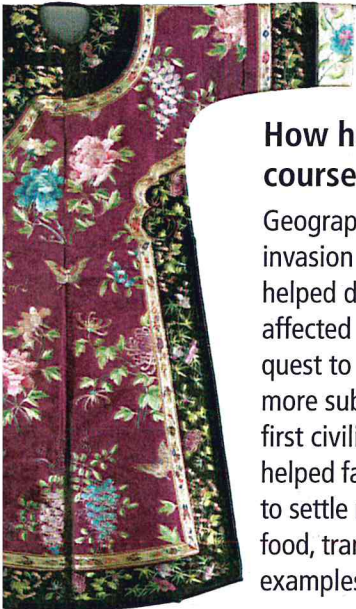 How h
course
Geograp
invasion
helped d
affected
quest to
more sub
first civili
helped fa
to settle
food, tran
examples